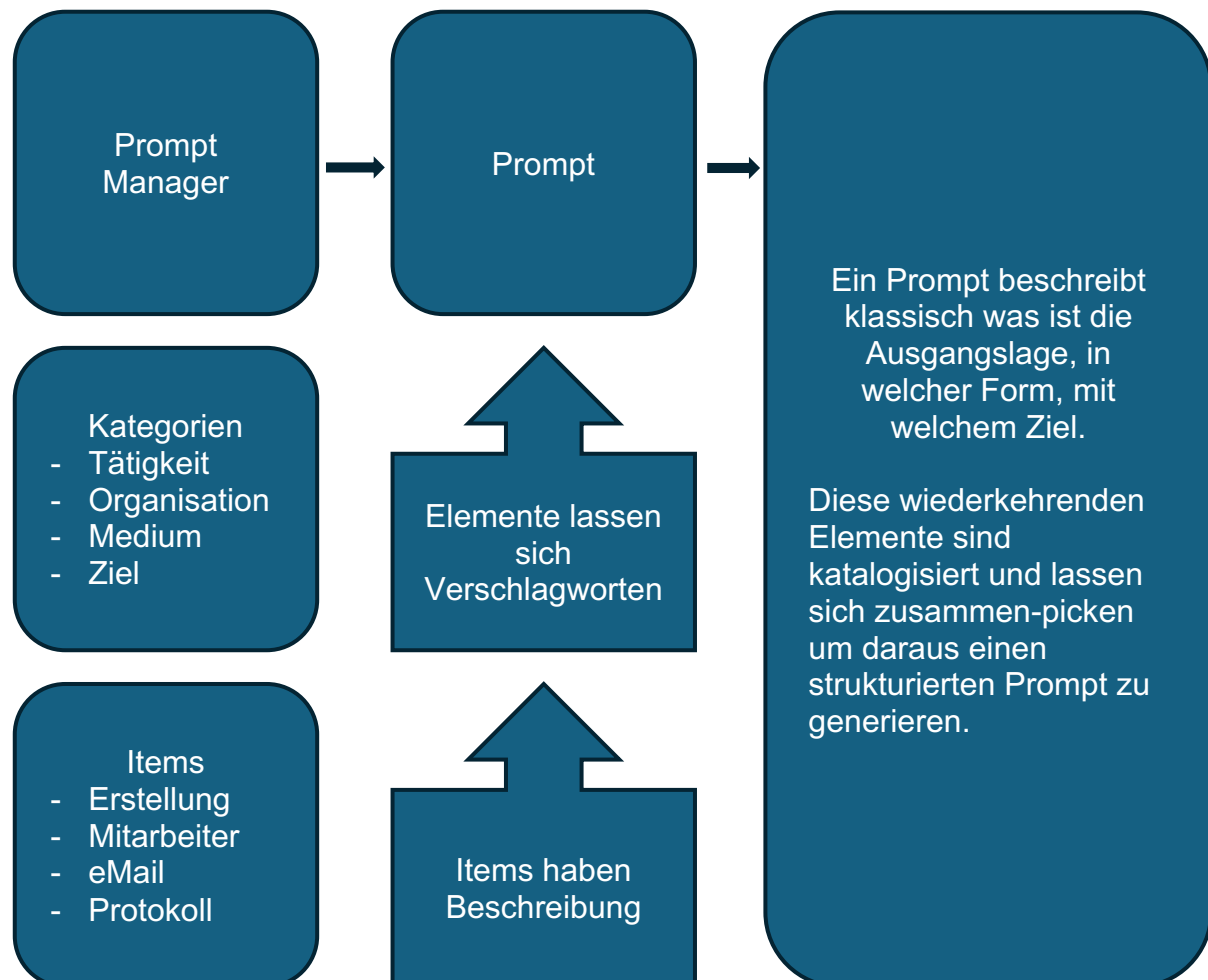 Prompt
Manager
Prompt
Ein Prompt beschreibt
klassisch was ist die
Ausgangslage, in
welcher Form, mit
welchem Ziel.
Diese wiederkehrenden
Elemente sind
katalogisiert und lassen
sich zusammen-picken
um daraus einen
strukturierten Prompt zu
generieren.
Kategorien
- Tätigkeit
- Organisation
- Medium
- Ziel
Elemente lassen
sich
Verschlagworten
Items
- Erstellung
- Mitarbeiter
- eMail
- Protokoll
Items haben
Beschreibung